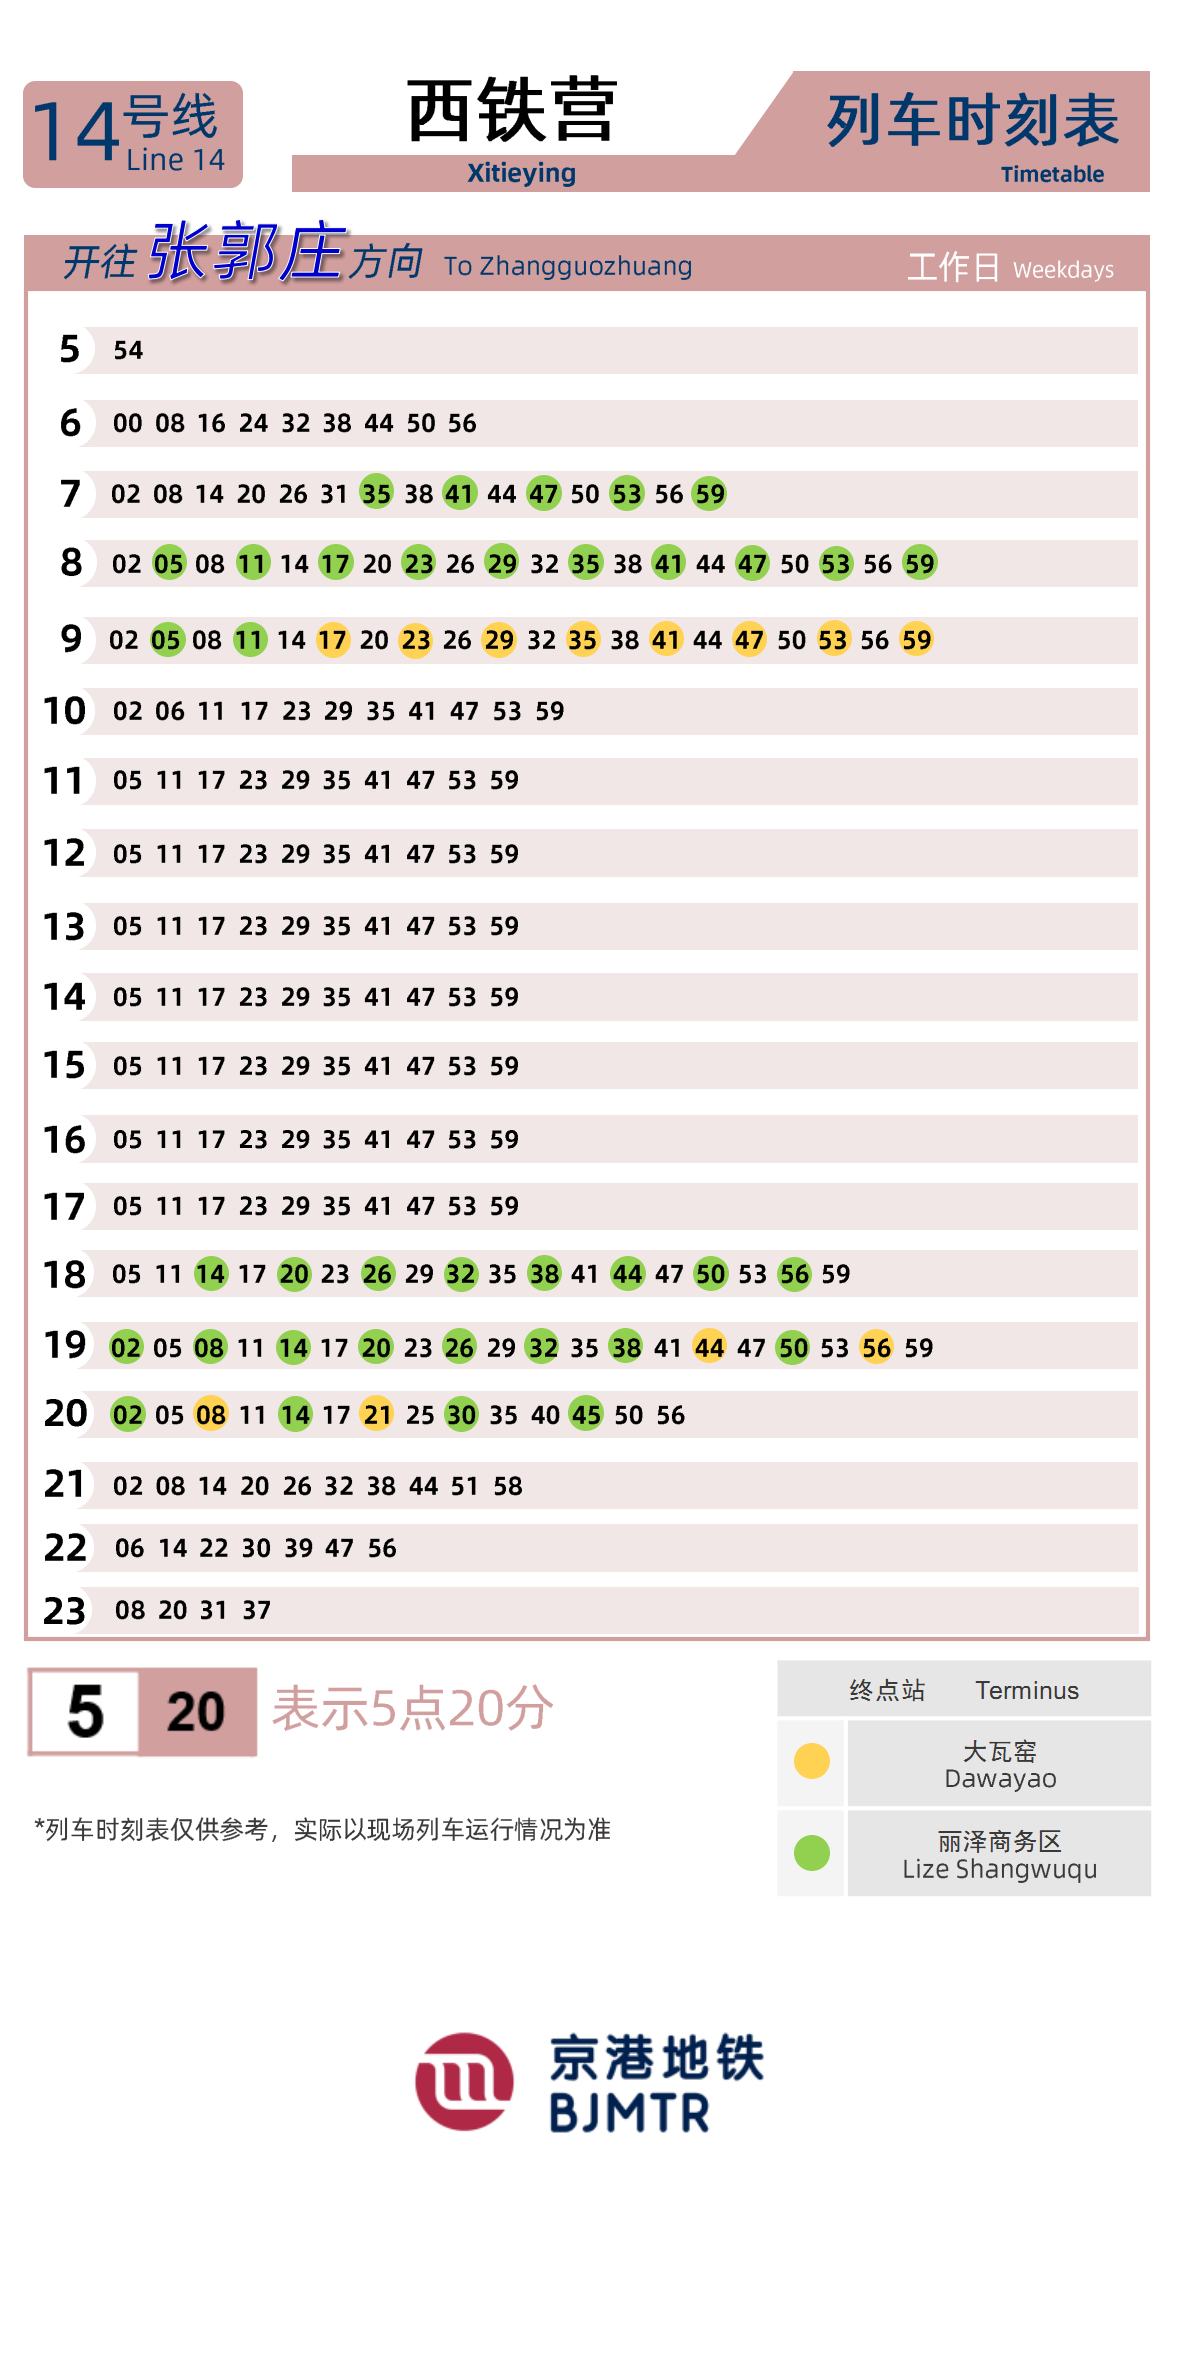 14号线
Line 14
西铁营
Xitieying
列车时刻表
Timetable
开往 张郭庄 方向 To Zhangguozhuang 工作日 Weekdays
5 54
6 00 08 16 24 32 38 44 50 56
7 02 08 14 20 26 31 35 38 41 44 47 50 53 56 59
8 02 05 08 11 14 17 20 23 26 29 32 35 38 41 44 47 50 53 56 59
9 02 05 08 11 14 17 20 23 26 29 32 35 38 41 44 47 50 53 56 59
10 02 06 11 17 23 29 35 41 47 53 59
11 05 11 17 23 29 35 41 47 53 59
12 05 11 17 23 29 35 41 47 53 59
13 05 11 17 23 29 35 41 47 53 59
14 05 11 17 23 29 35 41 47 53 59
15 05 11 17 23 29 35 41 47 53 59
16 05 11 17 23 29 35 41 47 53 59
17 05 11 17 23 29 35 41 47 53 59
18 05 11 14 17 20 23 26 29 32 35 38 41 44 47 50 53 56 59
19 02 05 08 11 14 17 20 23 26 29 32 35 38 41 44 47 50 53 56 59
20 02 05 08 11 14 17 21 25 30 35 40 45 50 56
21 02 08 14 20 26 32 38 44 51 58
22 06 14 22 30 39 47 56
23 08 20 31 37
5 20 表示5点20分
*列车时刻表仅供参考，实际以现场列车运行情况为准
终点站 Terminus
大瓦窑
Dawayao
丽泽商务区
Lize Shangwuqu
京港地铁
BJMTR